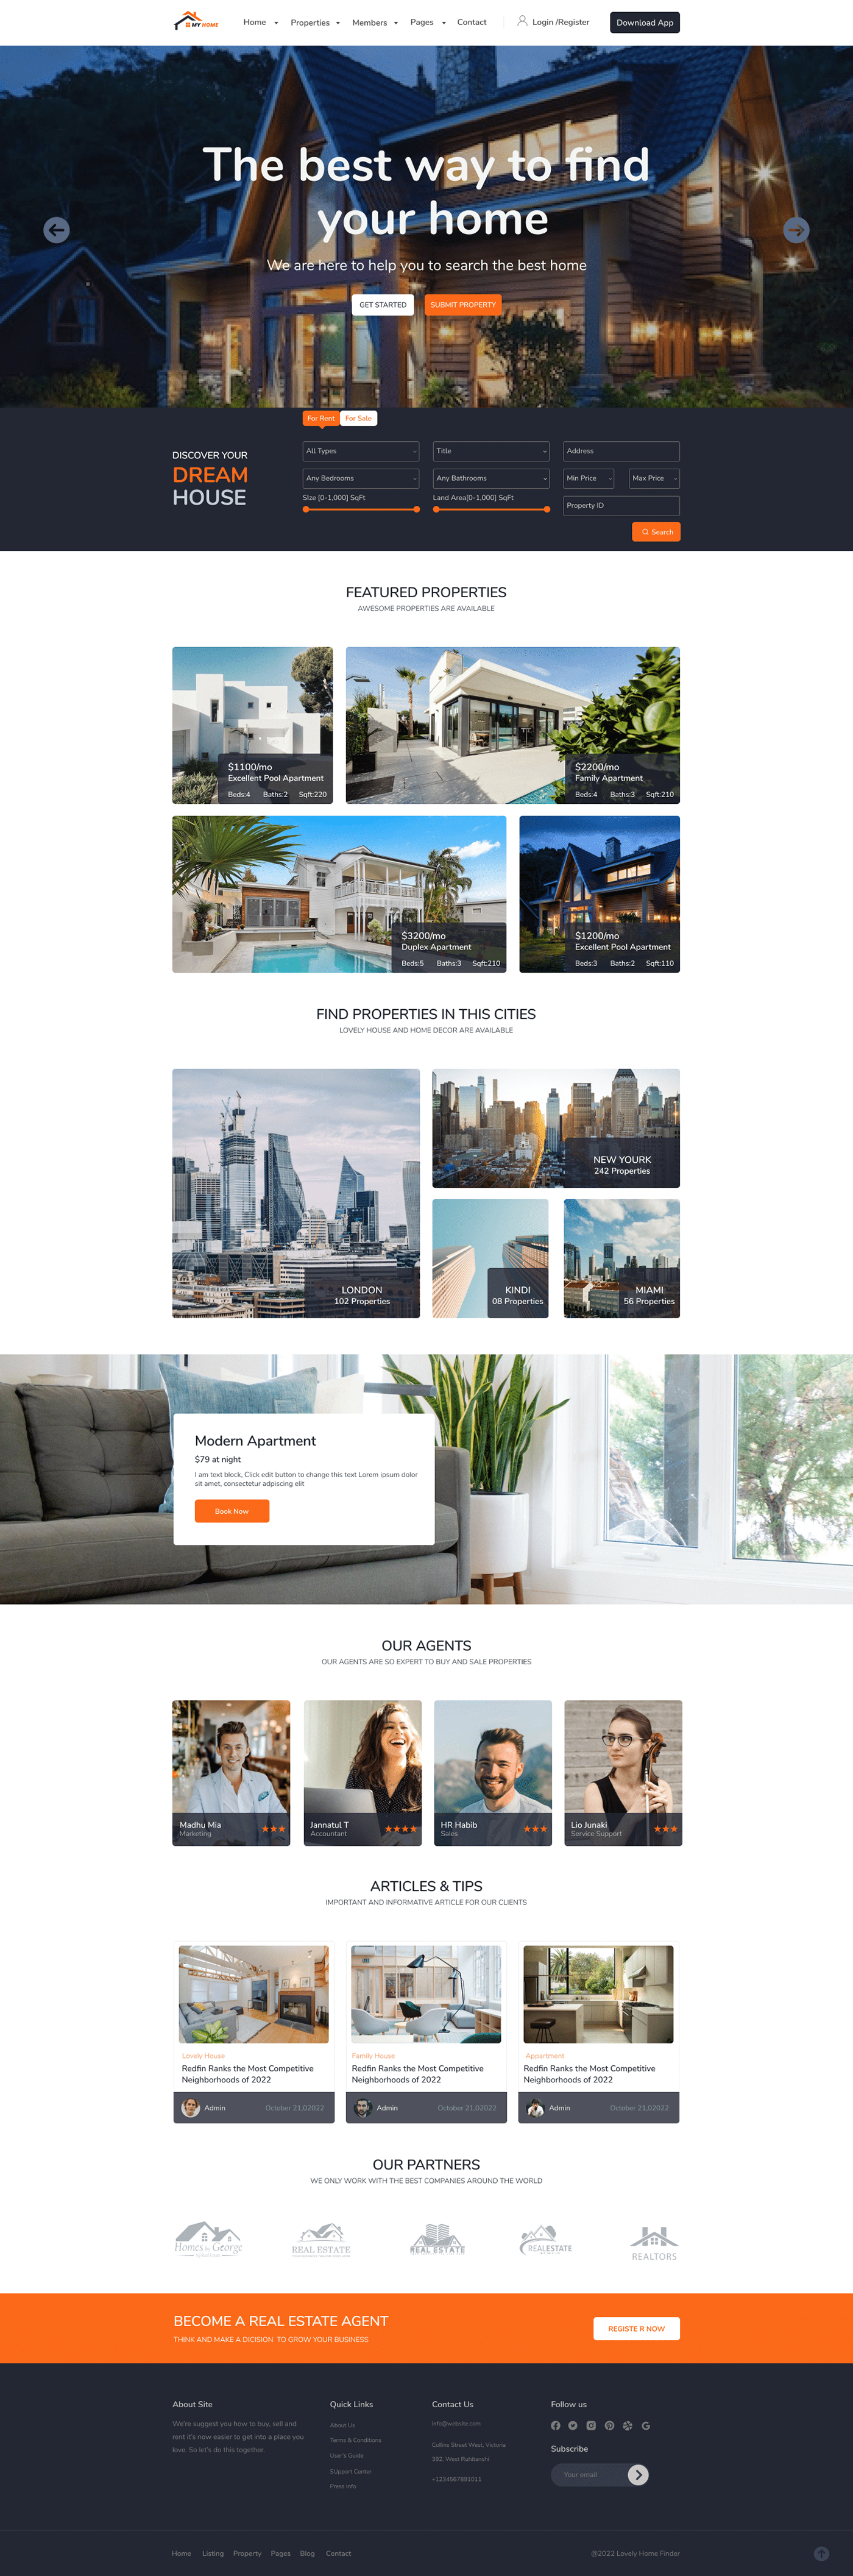 MY HOME
Home Properties Members Pages Contact Login /Register Download App
The best way to find
your home
We are here to help you to search the best home
GET STARTED SUBMIT PROPERTY
For Rent For Sale
DISCOVER YOUR
DREAM
HOUSE
All Types Title Address
Any Bedrooms Any Bathrooms Min Price Max Price
Size [0-1,000] SqFt Land Area[0-1,000] SqFt
Property ID
Search
FEATURED PROPERTIES
AWESOME PROPERTIES ARE AVAILABLE
$1100/mo
Excellent Pool Apartment
Beds:4 Baths:2 Sqft:220
$2200/mo
Family Apartment
Beds:4 Baths:3 Sqft:210
$3200/mo
Duplex Apartment
Beds:5 Baths:3 Sqft:210
$1200/mo
Excellent Pool Apartment
Beds:3 Baths:2 Sqft:110
FIND PROPERTIES IN THIS CITIES
LOVELY HOUSE AND HOME DECOR ARE AVAILABLE
LONDON
102 Properties
NEW YOURK
242 Properties
KINDI
08 Properties
MIAMI
56 Properties
Modern Apartment
$79 at night
I am text block, Click edit button to change this text Lorem ipsum dolor
sit amet, consectetur adpiscing elit
Book Now
OUR AGENTS
OUR AGENTS ARE SO EXPERT TO BUY AND SALE PROPERTIES
Madhu Mia
Marketing
Jannatul T
Accountant
HR Habib
Sales
Lio Junaki
Service Support
ARTICLES & TIPS
IMPORTANT AND INFORMATIVE ARTICLE FOR OUR CLIENTS
Lovely House
Redfin Ranks the Most Competitive
Neighborhoods of 2022
Admin October 21,02022
Family House
Redfin Ranks the Most Competitive
Neighborhoods of 2022
Admin October 21,02022
Appartment
Redfin Ranks the Most Competitive
Neighborhoods of 2022
Admin October 21,02022
OUR PARTNERS
WE ONLY WORK WITH THE BEST COMPANIES AROUND THE WORLD
Homes by George
REAL ESTATE
REAL ESTATE
REALESTATE
REALTORS
BECOME A REAL ESTATE AGENT
THINK AND MAKE A DICISION TO GROW YOUR BUSINESS
REGISTE R NOW
About Site
We're suggest you how to buy, sell and
rent it's now easier to get into a place you
love. So let's do this together.
Quick Links
About Us
Terms & Conditions
User's Guide
SUpport Center
Press Info
Contact Us
info@website.com
Collins Street West, Victoria
392, West Ruhitanshi
+1234567891011
Follow us
Subscribe
Your email
Home Listing Property Pages Blog Contact
@2022 Lovely Home Finder